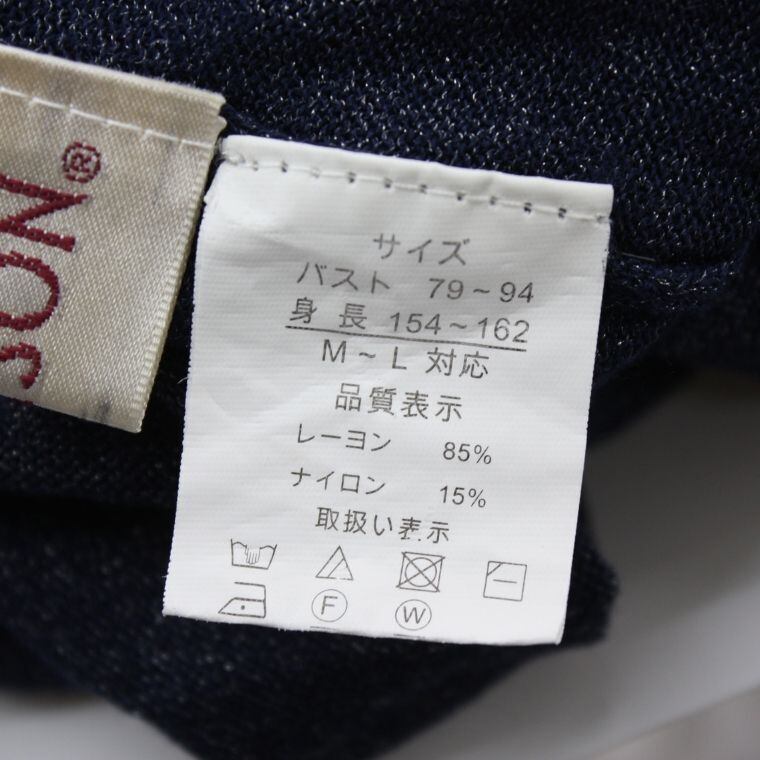 SON®
サイズ
バスト 79~94
身長 154~162
M~L 対応
品質表示
レーヨン 85%
ナイロン 15%
取扱い表示
F W